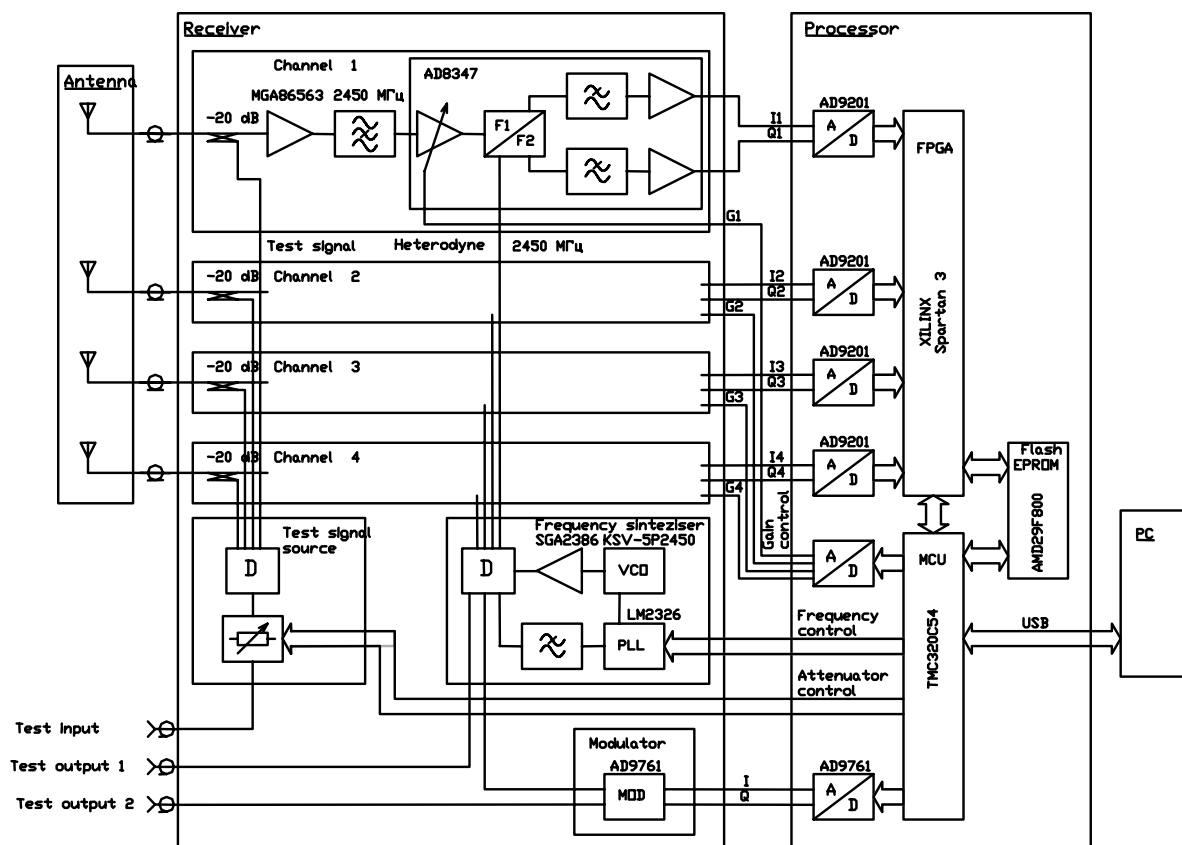 Receiver
Processor
Antenna
Channel 1
AD8347
MGA86563 2450 МГц
-20 dB
F1
F2
I1
Q1
AD9201
A
D
FPGA
G1
Test signal
Heterodyne 2450 МГц
-20 dB Channel 2
I2
Q2
G2
AD9201
A
D
XILINX
Spartan 3
-20 dB Channel 3
I3
Q3
G3
AD9201
A
D
-20 dB Channel 4
I4
Q4
G4
AD9201
A
D
Flash
EPROM
AMD29F800
Gain
control
Test signal
source
D
Frequency sinteziser
SGA2386 KSV-5P2450
D
VCO
LM2326
PLL
A
D
MCU
TMC320C54
PC
USB
Frequency
control
Attenuator
control
Test input
Test output 1
Test output 2
Modulator
AD9761
MOD
I
Q
AD9761
A
D